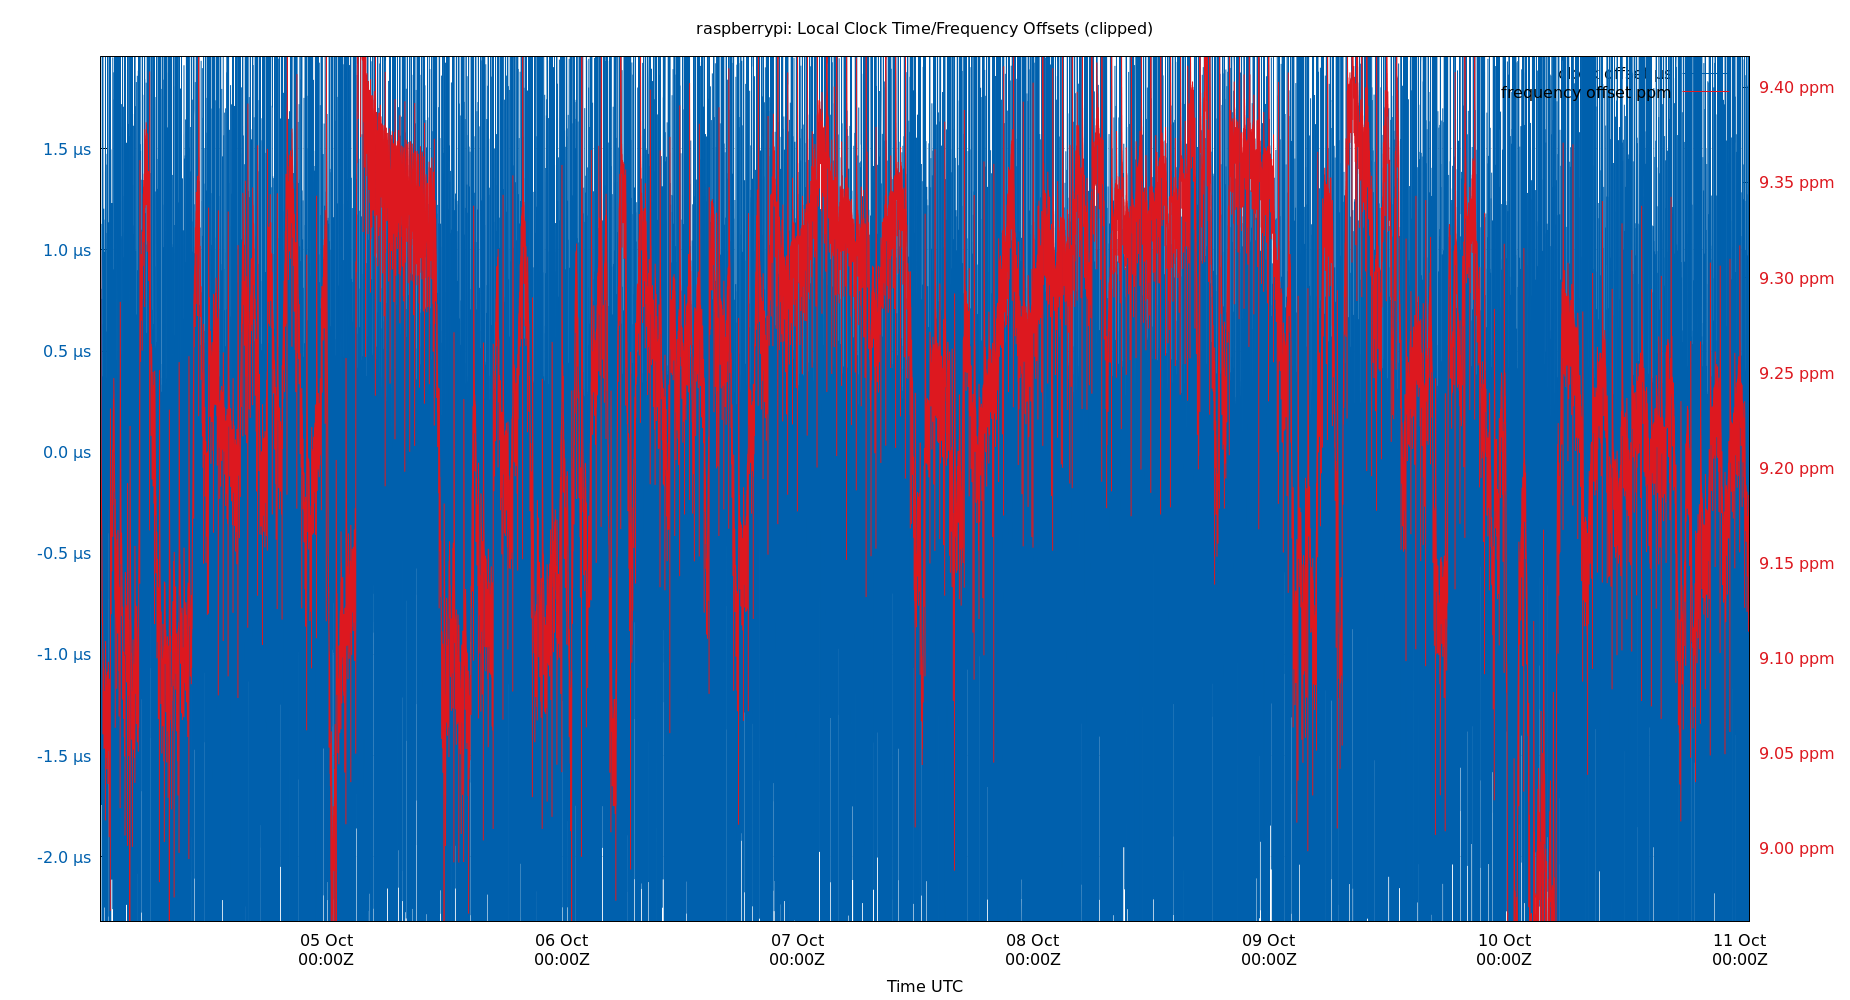 raspberrypi: Local Clock Time/Frequency Offsets (clipped)
clock offset µs
frequency offset ppm
1.5 µs
1.0 µs
0.5 µs
0.0 µs
-0.5 µs
-1.0 µs
-1.5 µs
-2.0 µs
9.40 ppm
9.35 ppm
9.30 ppm
9.25 ppm
9.20 ppm
9.15 ppm
9.10 ppm
9.05 ppm
9.00 ppm
05 Oct
00:00Z
06 Oct
00:00Z
07 Oct
00:00Z
08 Oct
00:00Z
09 Oct
00:00Z
10 Oct
00:00Z
11 Oct
00:00Z
Time UTC